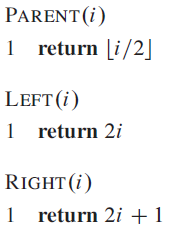 PARENT(i)
1 return ⌊i/2⌋
LEFT(i)
1 return 2i
RIGHT(i)
1 return 2i + 1